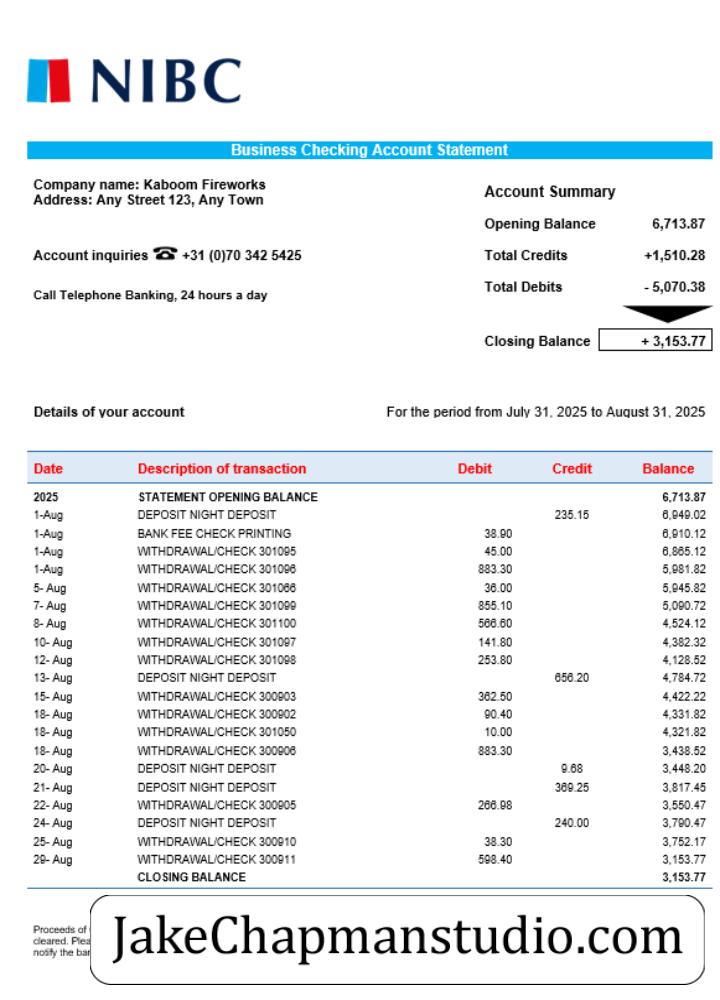 NIBC
Business Checking Account Statement
Company name: Kaboom Fireworks
Address: Any Street 123, Any Town
Account inquiries ☎ +31 (0)70 342 5425
Call Telephone Banking, 24 hours a day
Account Summary
Opening Balance 6,713.87
Total Credits +1,510.28
Total Debits - 5,070.38
Closing Balance + 3,153.77
Details of your account For the period from July 31, 2025 to August 31, 2025
Date Description of transaction Debit Credit Balance
2025 STATEMENT OPENING BALANCE 6,713.87
1-Aug DEPOSIT NIGHT DEPOSIT 235.15 6,949.02
1-Aug BANK FEE CHECK PRINTING 38.90 6,910.12
1-Aug WITHDRAWAL/CHECK 301095 45.00 6,865.12
1-Aug WITHDRAWAL/CHECK 301096 883.30 5,981.82
5- Aug WITHDRAWAL/CHECK 301066 36.00 5,945.82
7- Aug WITHDRAWAL/CHECK 301099 855.10 5,090.72
8- Aug WITHDRAWAL/CHECK 301100 566.60 4,524.12
10- Aug WITHDRAWAL/CHECK 301097 141.80 4,382.32
12- Aug WITHDRAWAL/CHECK 301098 253.80 4,128.52
13- Aug DEPOSIT NIGHT DEPOSIT 656.20 4,784.72
15- Aug WITHDRAWAL/CHECK 300903 362.50 4,422.22
18- Aug WITHDRAWAL/CHECK 300902 90.40 4,331.82
18- Aug WITHDRAWAL/CHECK 301050 10.00 4,321.82
18- Aug WITHDRAWAL/CHECK 300906 883.30 3,438.52
20- Aug DEPOSIT NIGHT DEPOSIT 9.68 3,448.20
21- Aug DEPOSIT NIGHT DEPOSIT 369.25 3,817.45
22- Aug WITHDRAWAL/CHECK 300905 266.98 3,550.47
24- Aug DEPOSIT NIGHT DEPOSIT 240.00 3,790.47
25- Aug WITHDRAWAL/CHECK 300910 38.30 3,752.17
29- Aug WITHDRAWAL/CHECK 300911 598.40 3,153.77
CLOSING BALANCE 3,153.77
Proceeds of
cleared.
notify the
JakeChapmanstudio.com